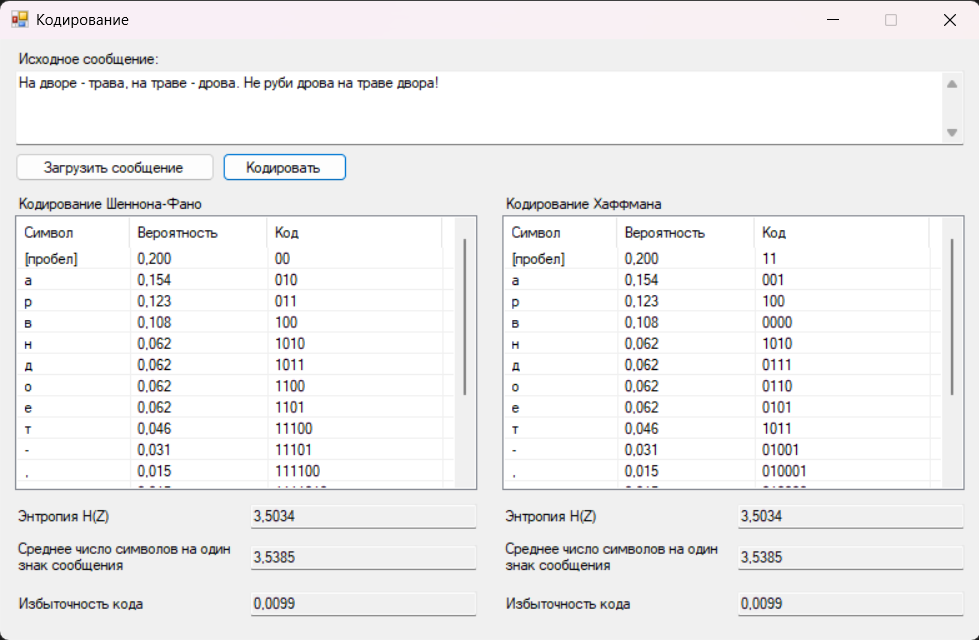 Кодирование
Исходное сообщение:
На дворе - трава, на траве - дрова. Не руби дрова на траве двора!
Загрузить сообщение Кодировать
Кодирование Шеннона-Фано Кодирование Хаффмана
Символ Вероятность Код Символ Вероятность Код
[пробел] 0,200 00 [пробел] 0,200 11
а 0,154 010 а 0,154 001
р 0,123 011 р 0,123 100
в 0,108 100 в 0,108 0000
н 0,062 1010 н 0,062 1010
д 0,062 1011 д 0,062 0111
о 0,062 1100 о 0,062 0110
е 0,062 1101 е 0,062 0101
т 0,046 11100 т 0,046 1011
- 0,031 11101 - 0,031 01001
. 0,015 111100 . 0,015 010001
Энтропия H(Z) 3,5034 Энтропия H(Z) 3,5034
Среднее число символов на один Среднее число символов на один
знак сообщения 3,5385 знак сообщения 3,5385
Избыточность кода 0,0099 Избыточность кода 0,0099